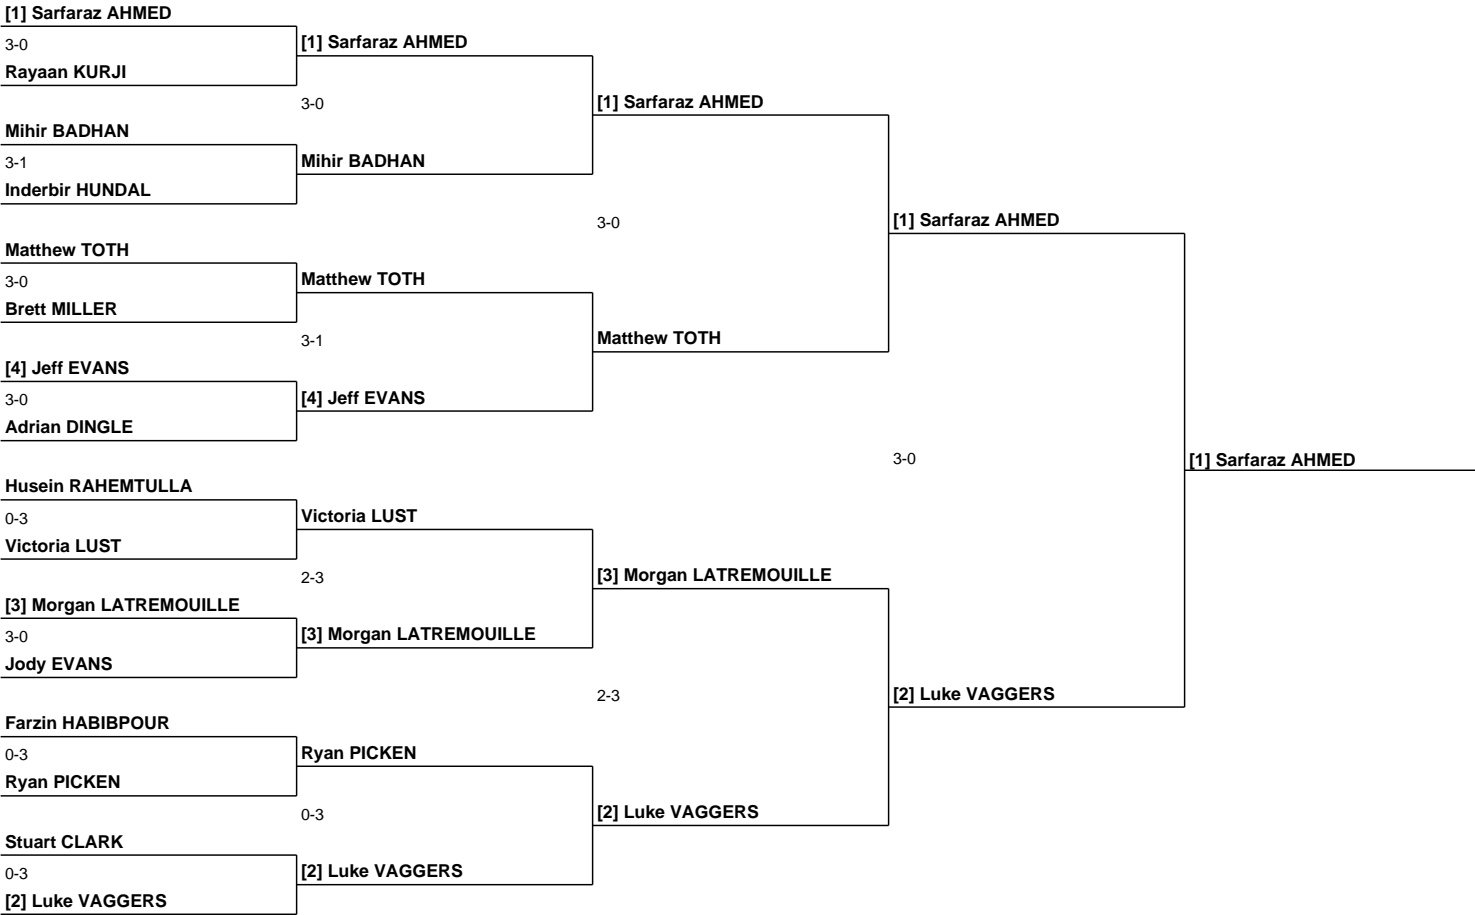 [1] Sarfaraz AHMED
3-0
Rayaan KURJI
Mihir BADHAN
3-1
Inderbir HUNDAL
Matthew TOTH
3-0
Brett MILLER
[4] Jeff EVANS
3-0
Adrian DINGLE
Husein RAHEMTULLA
0-3
Victoria LUST
[3] Morgan LATREMOUILLE
3-0
Jody EVANS
Farzin HABIBPOUR
0-3
Ryan PICKEN
Stuart CLARK
0-3
[2] Luke VAGGERS
[1] Sarfaraz AHMED
3-0
Mihir BADHAN
Matthew TOTH
3-1
[4] Jeff EVANS
Victoria LUST
2-3
[3] Morgan LATREMOUILLE
Ryan PICKEN
0-3
[2] Luke VAGGERS
[1] Sarfaraz AHMED
3-0
Matthew TOTH
[3] Morgan LATREMOUILLE
2-3
[2] Luke VAGGERS
[1] Sarfaraz AHMED
3-0
[2] Luke VAGGERS
[1] Sarfaraz AHMED